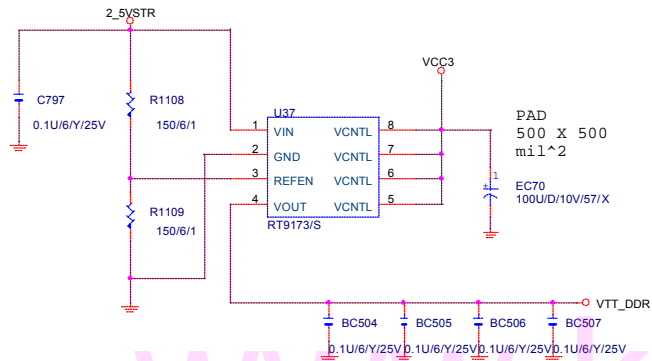 2_5VSTR
VCC3
C797
0.1U/6/Y/25V
R1108
150/6/1
U37
1 VIN VCNTL 8
2 GND VCNTL 7
3 REFEN VCNTL 6
4 VOUT VCNTL 5
RT9173/S
PAD
500 X 500
mil^2
1
+
EC70
100U/D/10V/57/X
R1109
150/6/1
VTT_DDR
BC504 BC505 BC506 BC507
0.1U/6/Y/25V 0.1U/6/Y/25V 0.1U/6/Y/25V 0.1U/6/Y/25V